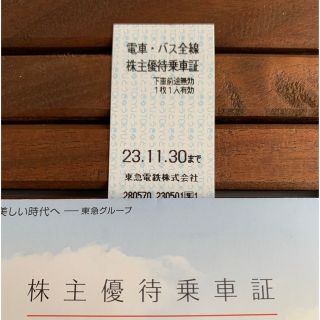 電車・バス全線
株主優待乗車証
下車前途無効
1枚1人有効
23.11.30まで
東急電鉄株式会社
280570 230501
美しい時代へ ── 東急グループ
株主優待乗車証